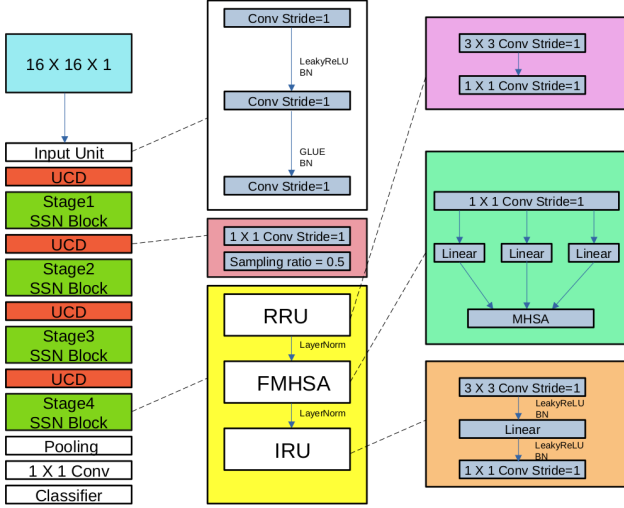 16 X 16 X 1
Input Unit
UCD
Stage1
SSN Block
UCD
Stage2
SSN Block
UCD
Stage3
SSN Block
UCD
Stage4
SSN Block
Pooling
1 X 1 Conv
Classifier
Conv Stride=1
LeakyReLU
BN
Conv Stride=1
GLUE
BN
Conv Stride=1
1 X 1 Conv Stride=1
Sampling ratio = 0.5
RRU
LayerNorm
FMHSA
LayerNorm
IRU
3 X 3 Conv Stride=1
1 X 1 Conv Stride=1
1 X 1 Conv Stride=1
Linear Linear Linear
MHSA
3 X 3 Conv Stride=1
LeakyReLU
BN
Linear
LeakyReLU
BN
1 X 1 Conv Stride=1